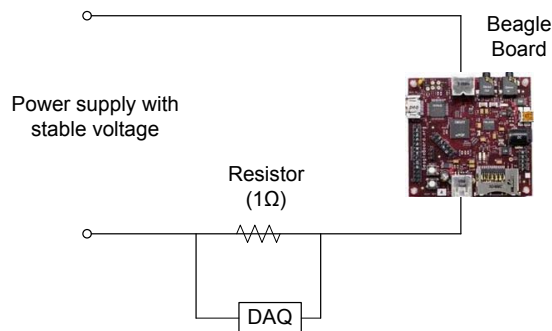 Beagle
Board
Power supply with
stable voltage
Resistor
(1Ω)
DAQ